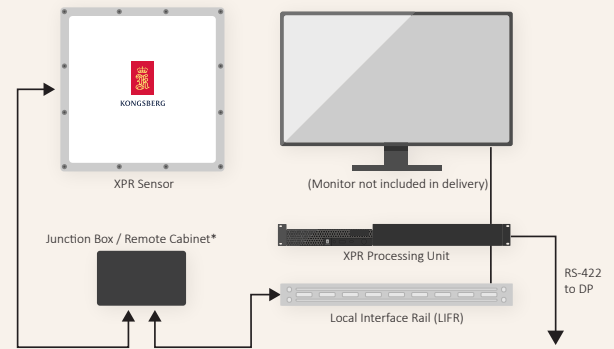 KONGSBERG
XPR Sensor
(Monitor not included in delivery)
Junction Box / Remote Cabinet*
XPR Processing Unit
RS-422
to DP
Local Interface Rail (LIFR)